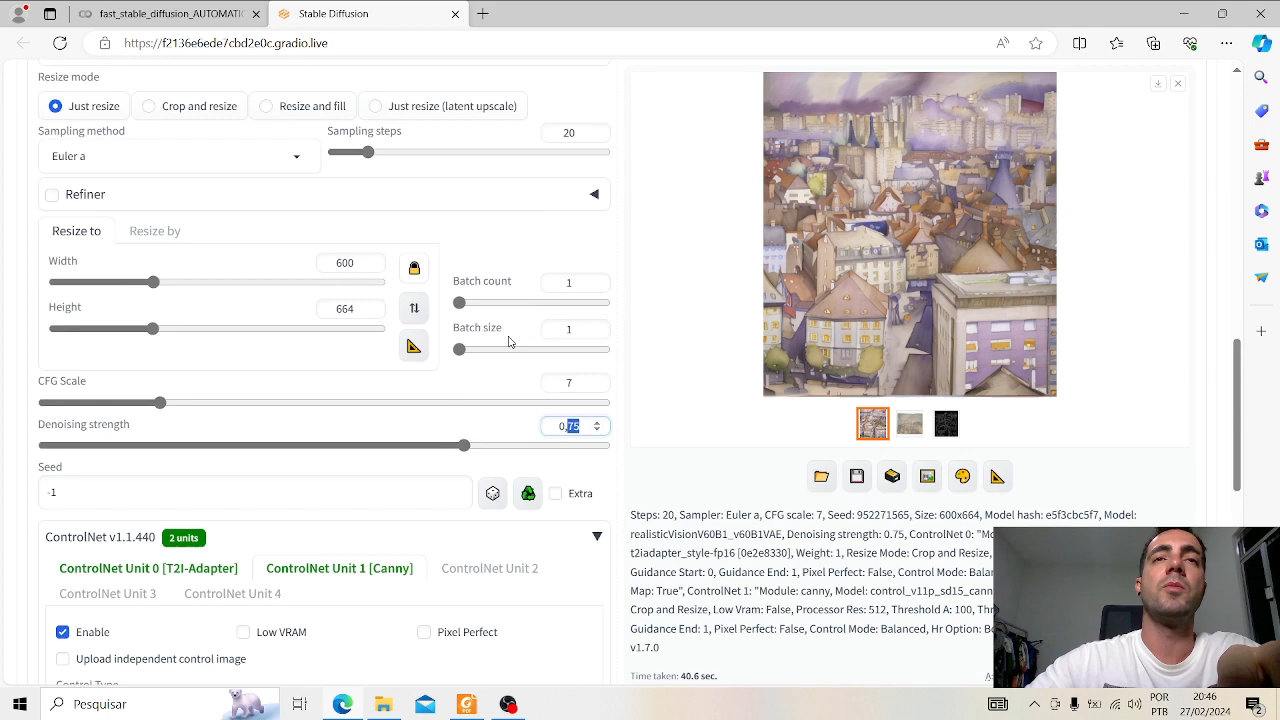 fast_stable_diffusion_AUTOMATIC
Stable Diffusion
https://f2136e6ede7cbd2e0c.gradio.live
Resize mode
Just resize
Crop and resize
Resize and fill
Just resize (latent upscale)
Sampling method
Sampling steps
20
Euler a
Refiner
Resize to
Resize by
Width
600
Height
664
Batch count
1
Batch size
1
CFG Scale
7
Denoising strength
0,75
Seed
-1
Extra
ControlNet v1.1.440
2 units
ControlNet Unit 0 [T2I-Adapter]
ControlNet Unit 1 [Canny]
ControlNet Unit 2
ControlNet Unit 3
ControlNet Unit 4
Enable
Low VRAM
Pixel Perfect
Upload independent control image
Control Type
Steps: 20, Sampler: Euler a, CFG scale: 7, Seed: 952271565, Size: 600x664, Model hash: e5f3cbc5f7, Model:
realisticVisionV60B1_v60B1VAE, Denoising strength: 0.75, ControlNet 0: "Mo
t2iadapter_style-fp16 [0e2e8330], Weight: 1, Resize Mode: Crop and Resize,
Guidance Start: 0, Guidance End: 1, Pixel Perfect: False, Control Mode: Balan
Map: True", ControlNet 1: "Module: canny, Model: control_v11p_sd15_cann
Crop and Resize, Low Vram: False, Processor Res: 512, Threshold A: 100, Thr
Guidance End: 1, Pixel Perfect: False, Control Mode: Balanced, Hr Option: Bo
v1.7.0
Time taken: 40.6 sec.
Pesquisar
POR
PTB
20:46
27/02/2024
2